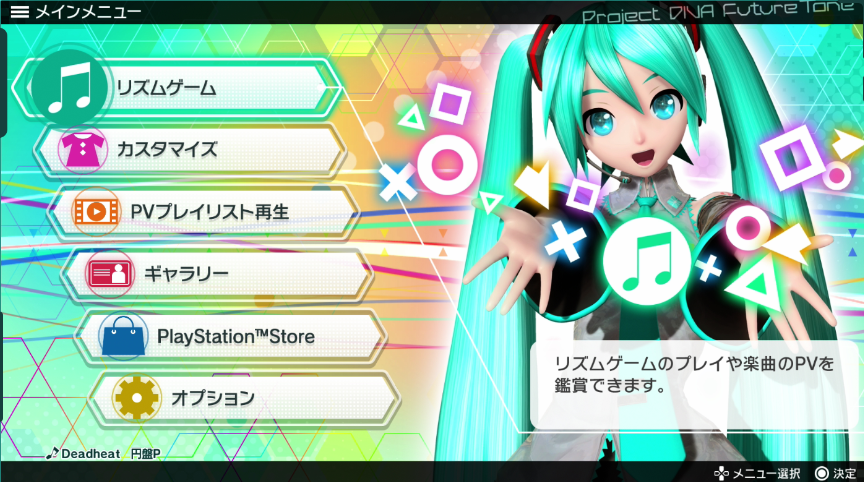 メインメニュー
Project DIVA Future Tone
リズムゲーム
カスタマイズ
PVプレイリスト再生
ギャラリー
PlayStation™Store
オプション
リズムゲームのプレイや楽曲のPVを
鑑賞できます。
Deadheat 円盤P
メニュー選択 決定